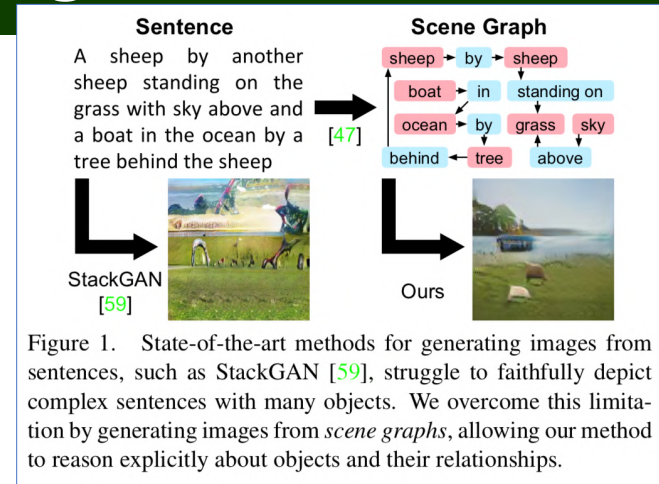 Sentence
A sheep by another
sheep standing on the
grass with sky above and
a boat in the ocean by a
tree behind the sheep
[47]
Scene Graph
sheep by sheep
boat in standing on
ocean by grass sky
behind tree above
StackGAN
[59]
Ours
Figure 1. State-of-the-art methods for generating images from
sentences, such as StackGAN [59], struggle to faithfully depict
complex sentences with many objects. We overcome this limita-
tion by generating images from scene graphs, allowing our method
to reason explicitly about objects and their relationships.